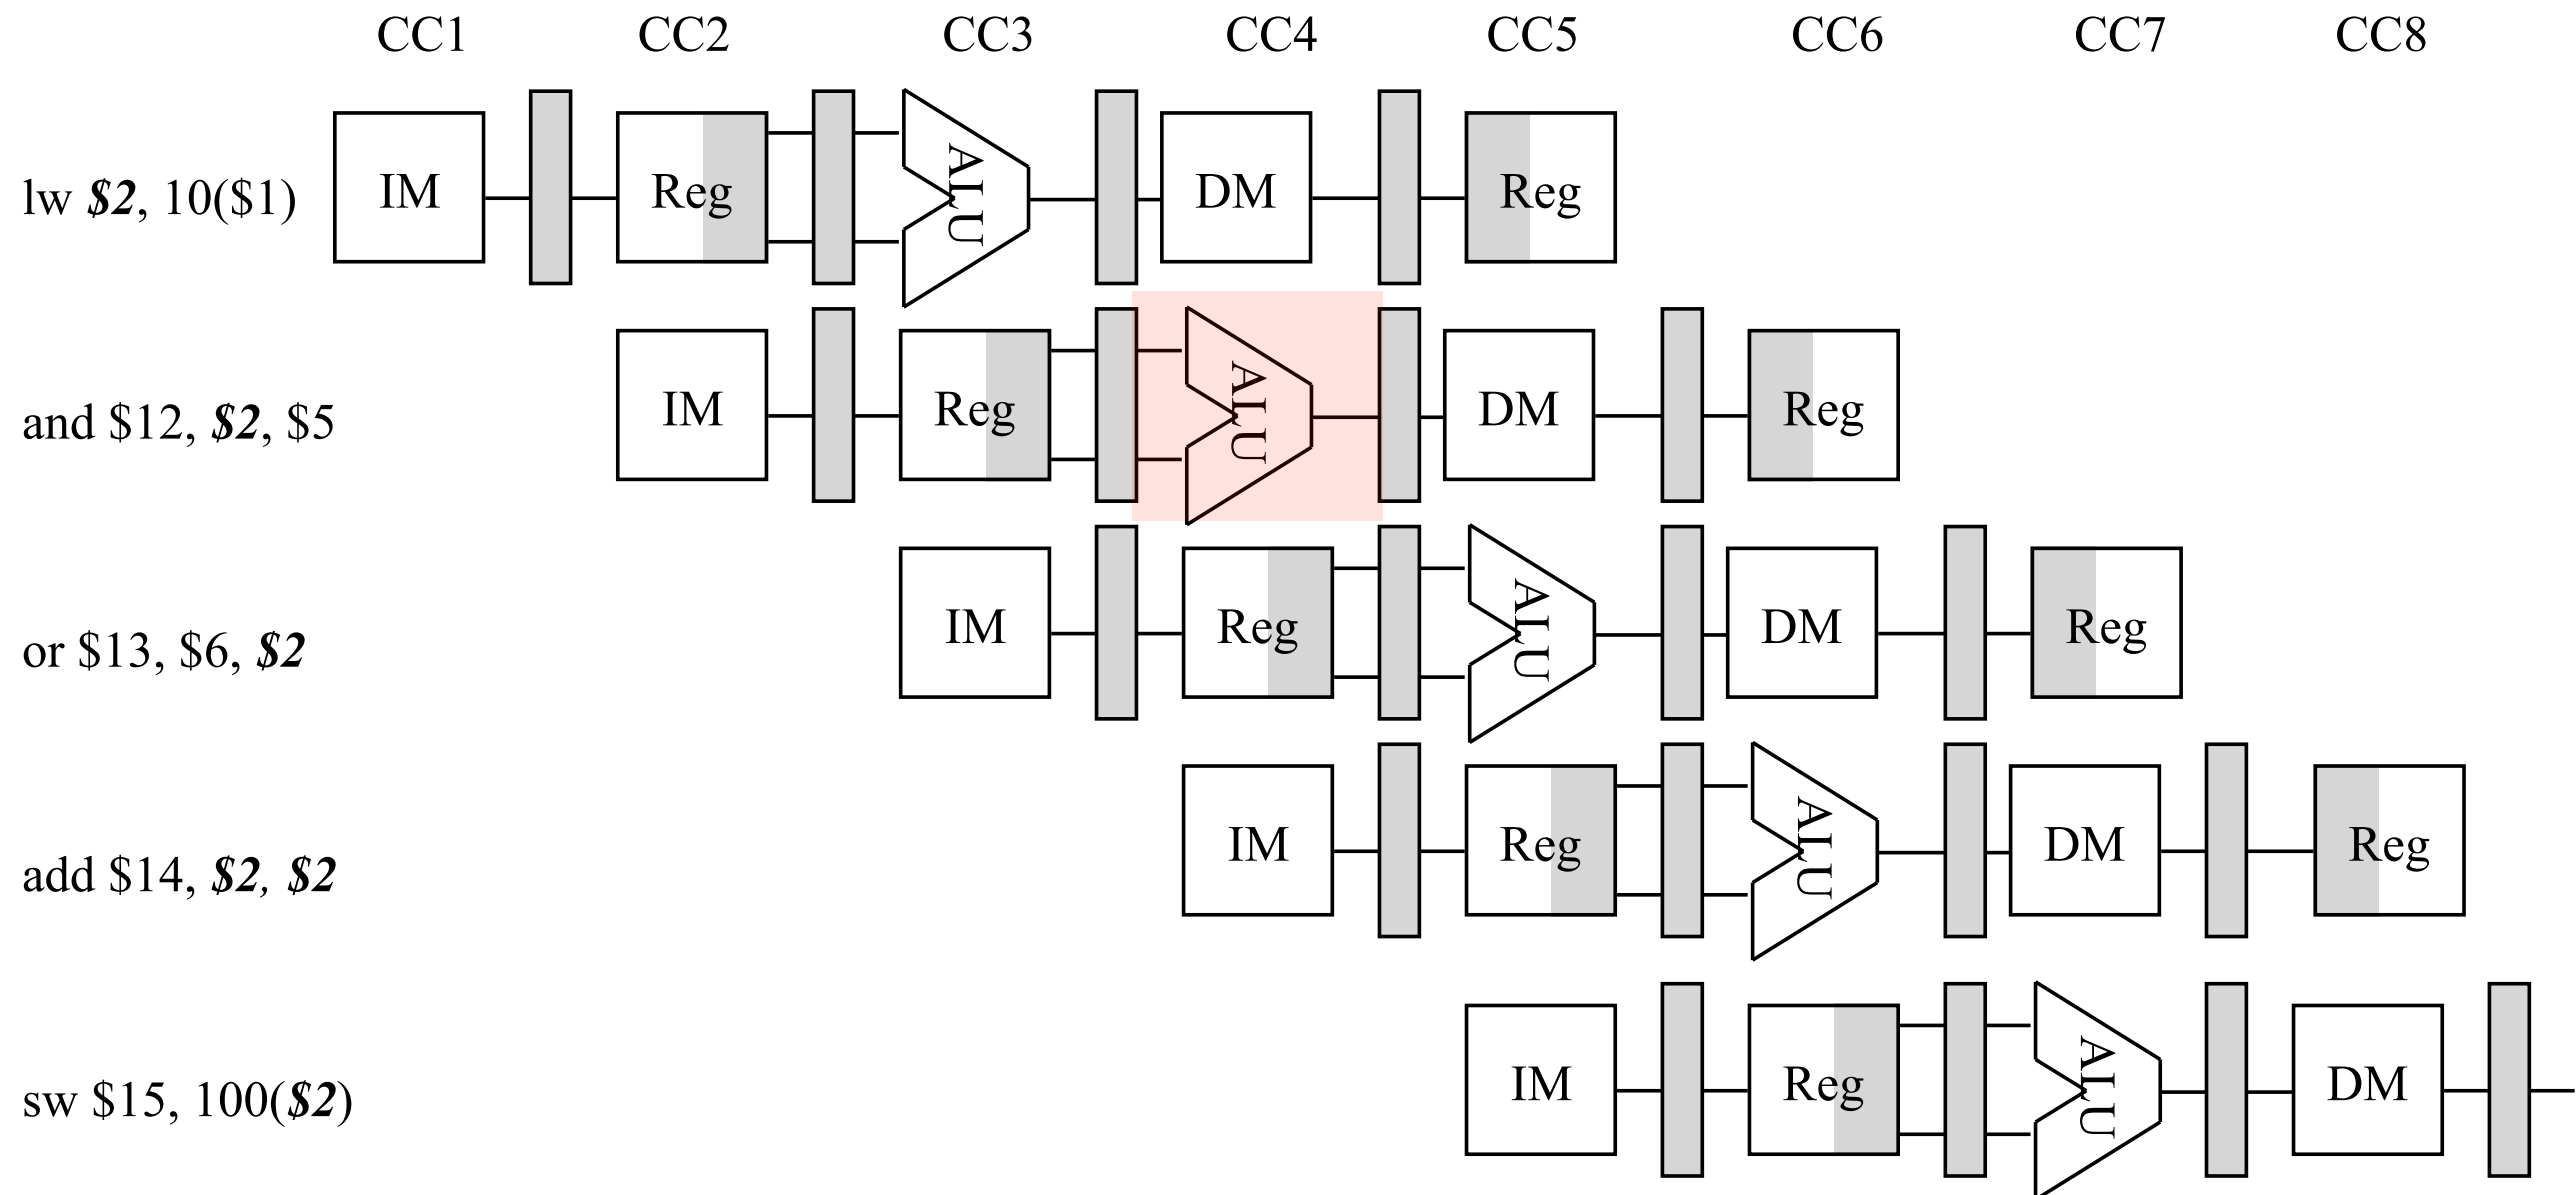 CC1 CC2 CC3 CC4 CC5 CC6 CC7 CC8
lw $2, 10($1) IM Reg ALU DM Reg
and $12, $2, $5 IM Reg ALU DM Reg
or $13, $6, $2 IM Reg ALU DM Reg
add $14, $2, $2 IM Reg ALU DM Reg
sw $15, 100($2) IM Reg ALU DM